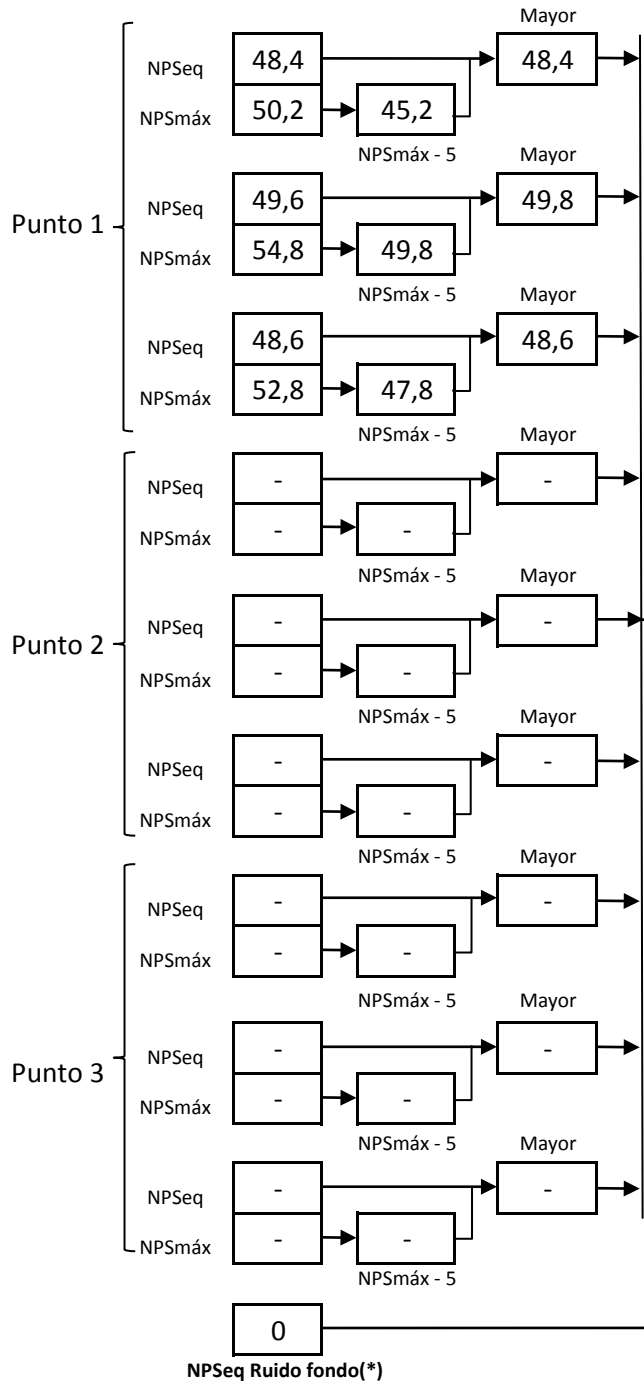 Mayor
NPSeq 48,4 48,4
NPSmáx 50,2 45,2
NPSmáx - 5 Mayor
NPSeq 49,6 49,8
Punto 1
NPSmáx 54,8 49,8
NPSmáx - 5 Mayor
NPSeq 48,6 48,6
NPSmáx 52,8 47,8
NPSmáx - 5 Mayor
NPSeq - -
NPSmáx - -
NPSmáx - 5 Mayor
NPSeq - -
Punto 2
NPSmáx - -
NPSmáx - 5 Mayor
NPSeq - -
NPSmáx - -
NPSmáx - 5 Mayor
NPSeq - -
NPSmáx - -
NPSmáx - 5 Mayor
NPSeq - -
Punto 3
NPSmáx - -
NPSmáx - 5 Mayor
NPSeq - -
NPSmáx - -
NPSmáx - 5
0
NPSeq Ruido fondo(*)